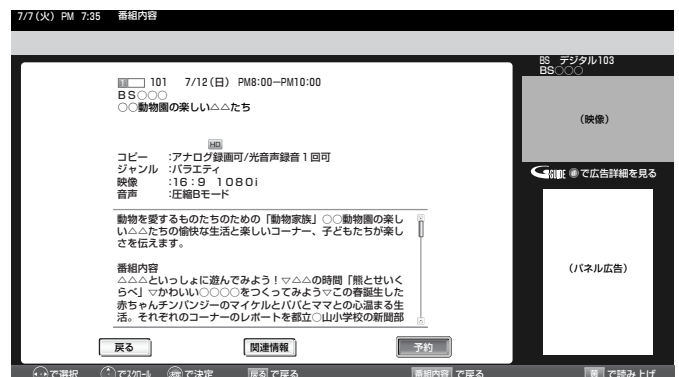 7/7(火) PM 7:35 番組内容
BS デジタル103
BS○○○
T 101 7/12(日) PM8:00−PM10:00
BS○○○
○○動物園の楽しい△△たち
HD
コピー :アナログ録画可/光音声録音1回可
ジャンル :バラエティ
映像 :16:9 1080i
音声 :圧縮Bモード
動物を愛するものたちのための「動物家族」○○動物園の楽し
い△△たちの愉快な生活と楽しいコーナー、子どもたちが楽し
さを伝えます。
番組内容
△△△といっしょに遊んでみよう!▽△△の時間「熊とせいく
らべ」▽かわいい○○○○をつくってみよう▽この春誕生した
赤ちゃんチンパンジーのマイケルとパパとママとの心温まる生
活。それぞれのコーナーのレポートを都立○山小学校の新聞部
戻る
関連情報
予約
(映像)
G GUIDE で広告詳細を見る
(パネル広告)
で選択 でスクロール 決定 で決定 戻る で戻る 番組内容 で戻る 黄 で読み上げ